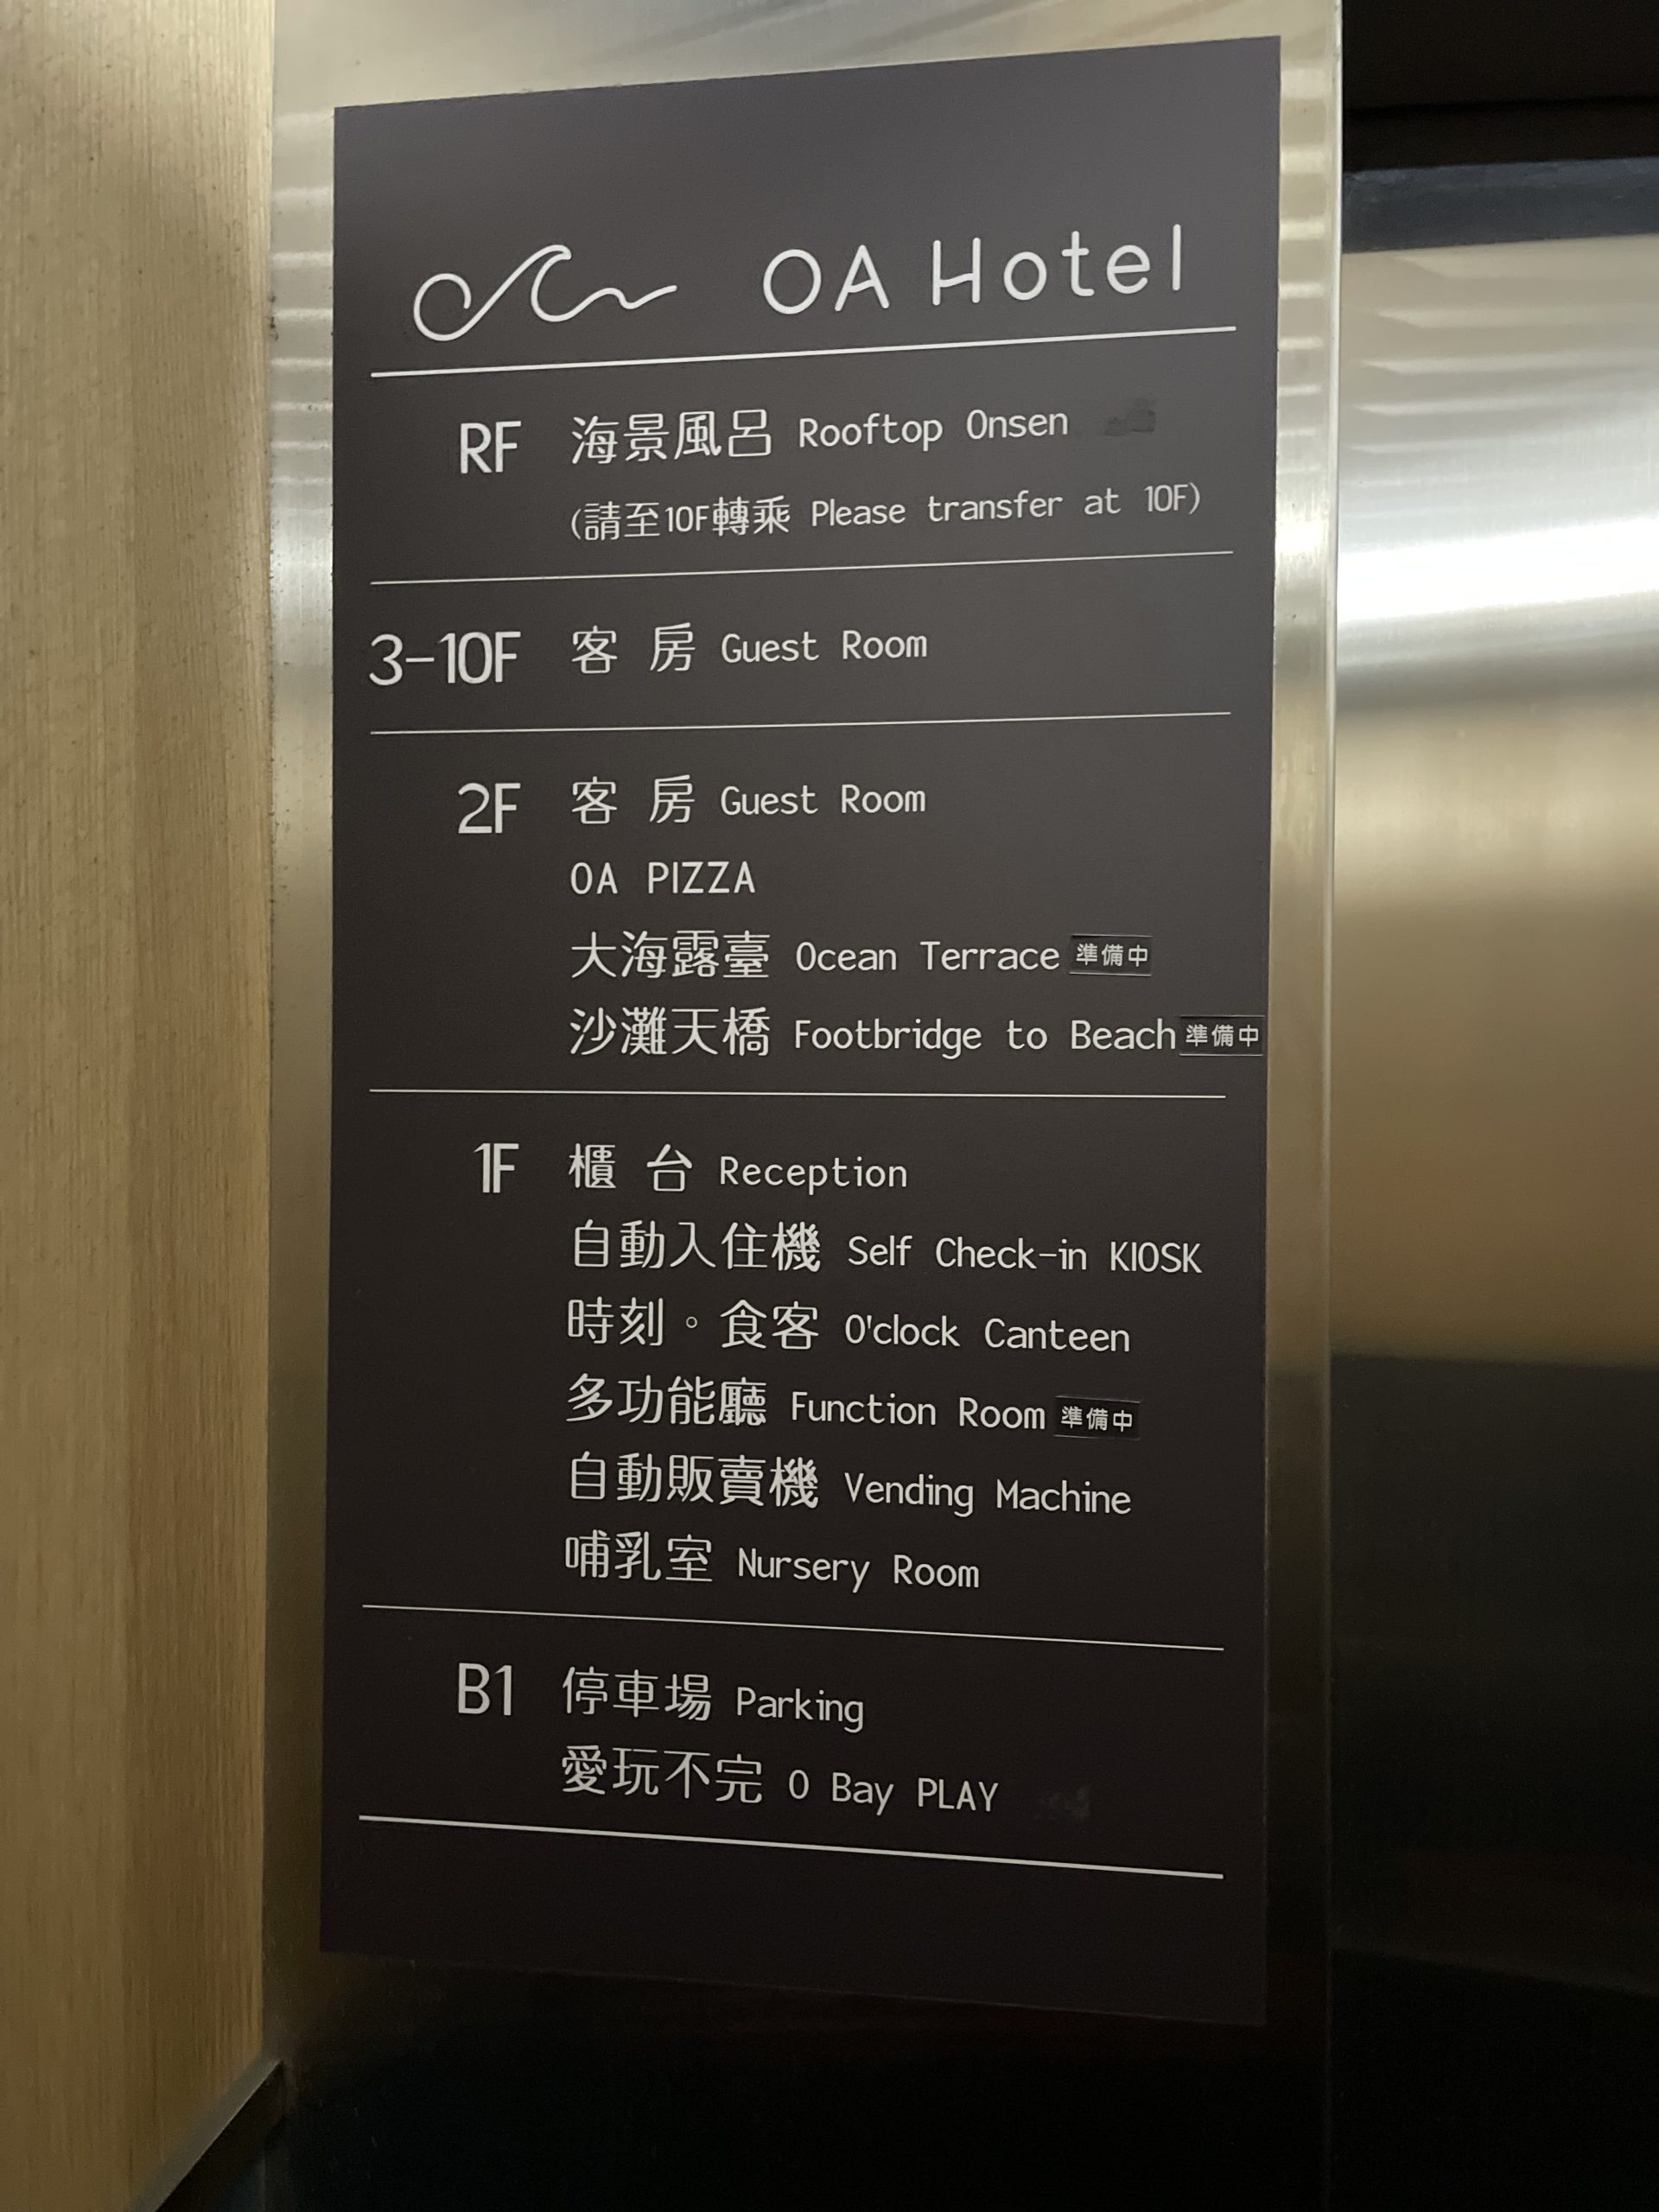 OA Hotel
RF 海景風呂 Rooftop Onsen
(請至10F轉乘 Please transfer at 10F)
3-10F 客 房 Guest Room
2F 客 房 Guest Room
OA PIZZA
大海露臺 Ocean Terrace 準備中
沙灘天橋 Footbridge to Beach 準備中
1F 櫃 台 Reception
自動入住機 Self Check-in KIOSK
時刻。食客 O'clock Canteen
多功能廳 Function Room 準備中
自動販賣機 Vending Machine
哺乳室 Nursery Room
B1 停車場 Parking
愛玩不完 O Bay PLAY